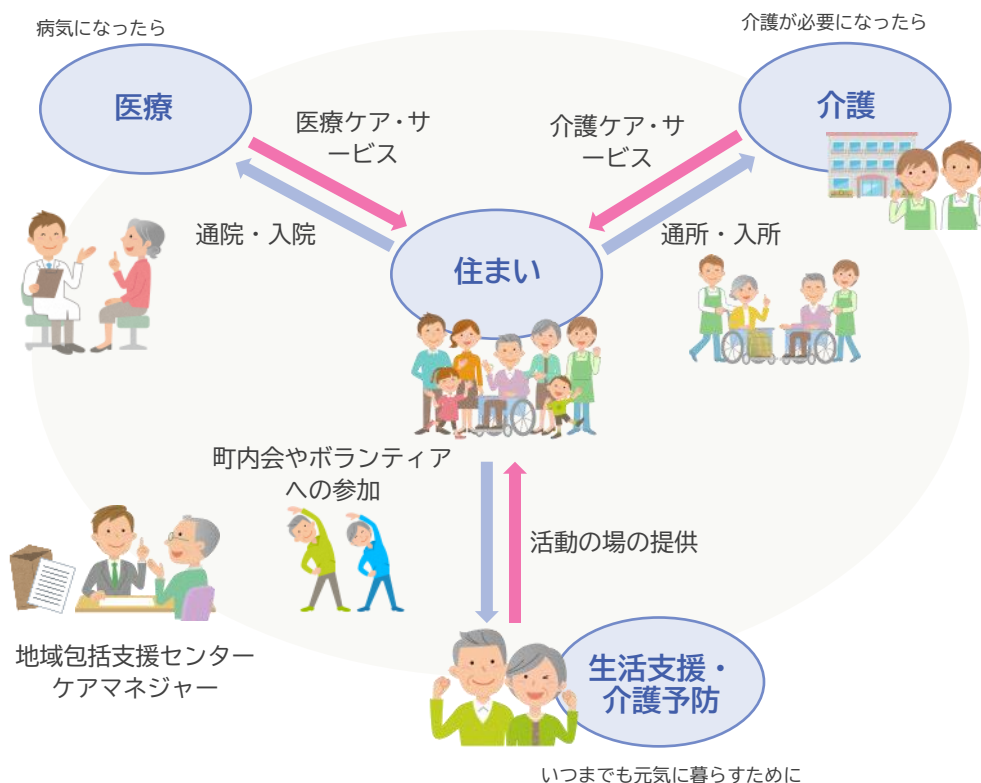 病気になったら
介護が必要になったら
医療
介護
医療ケア・サ
ービス
介護ケア・サ
ービス
通院・入院
通所・入所
住まい
町内会やボランティア
への参加
活動の場の提供
地域包括支援センター
ケアマネジャー
生活支援・
介護予防
いつまでも元気に暮らすために